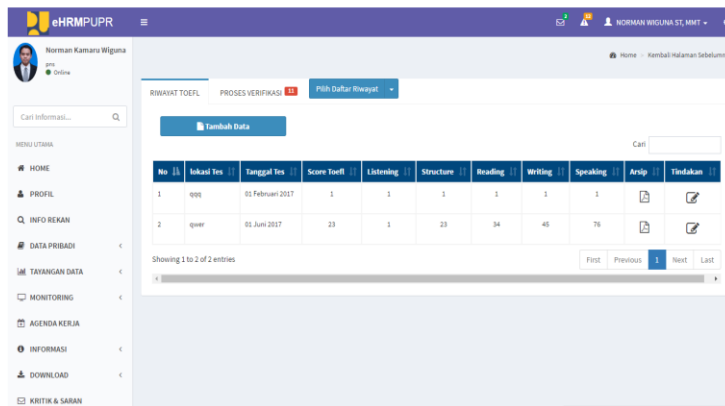 eHRMPUPR
NORMAN WIGUNA ST, MMT
Norman Kamaru Wiguna
pns
Online
Home > Kembali Halaman Sebelumn
RIWAYAT TOEFL
PROSES VERIFIKASI 11
Pilih Daftar Riwayat
Cari Informasi...
Tambah Data
MENU UTAMA
Cari
HOME
PROFIL
INFO REKAN
DATA PRIBADI
TAYANGAN DATA
MONITORING
AGENDA KERJA
INFORMASI
DOWNLOAD
KRITIK & SARAN
No lokasi Tes Tanggal Tes Score Toefl Listening Structure Reading Writing Speaking Arsip Tindakan
1 qqq 01 Februari 2017 1 1 1 1 1 1
2 qwer 01 Juni 2017 23 1 23 34 45 76
Showing 1 to 2 of 2 entries
First Previous 1 Next Last